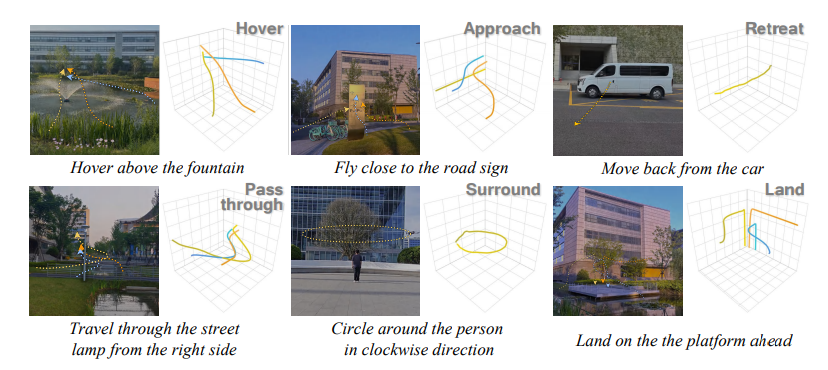 Hover
Approach
Retreat
Hover above the fountain
Fly close to the road sign
Move back from the car
Pass
through
Surround
Land
Travel through the street
lamp from the right side
Circle around the person
in clockwise direction
Land on the the platform ahead